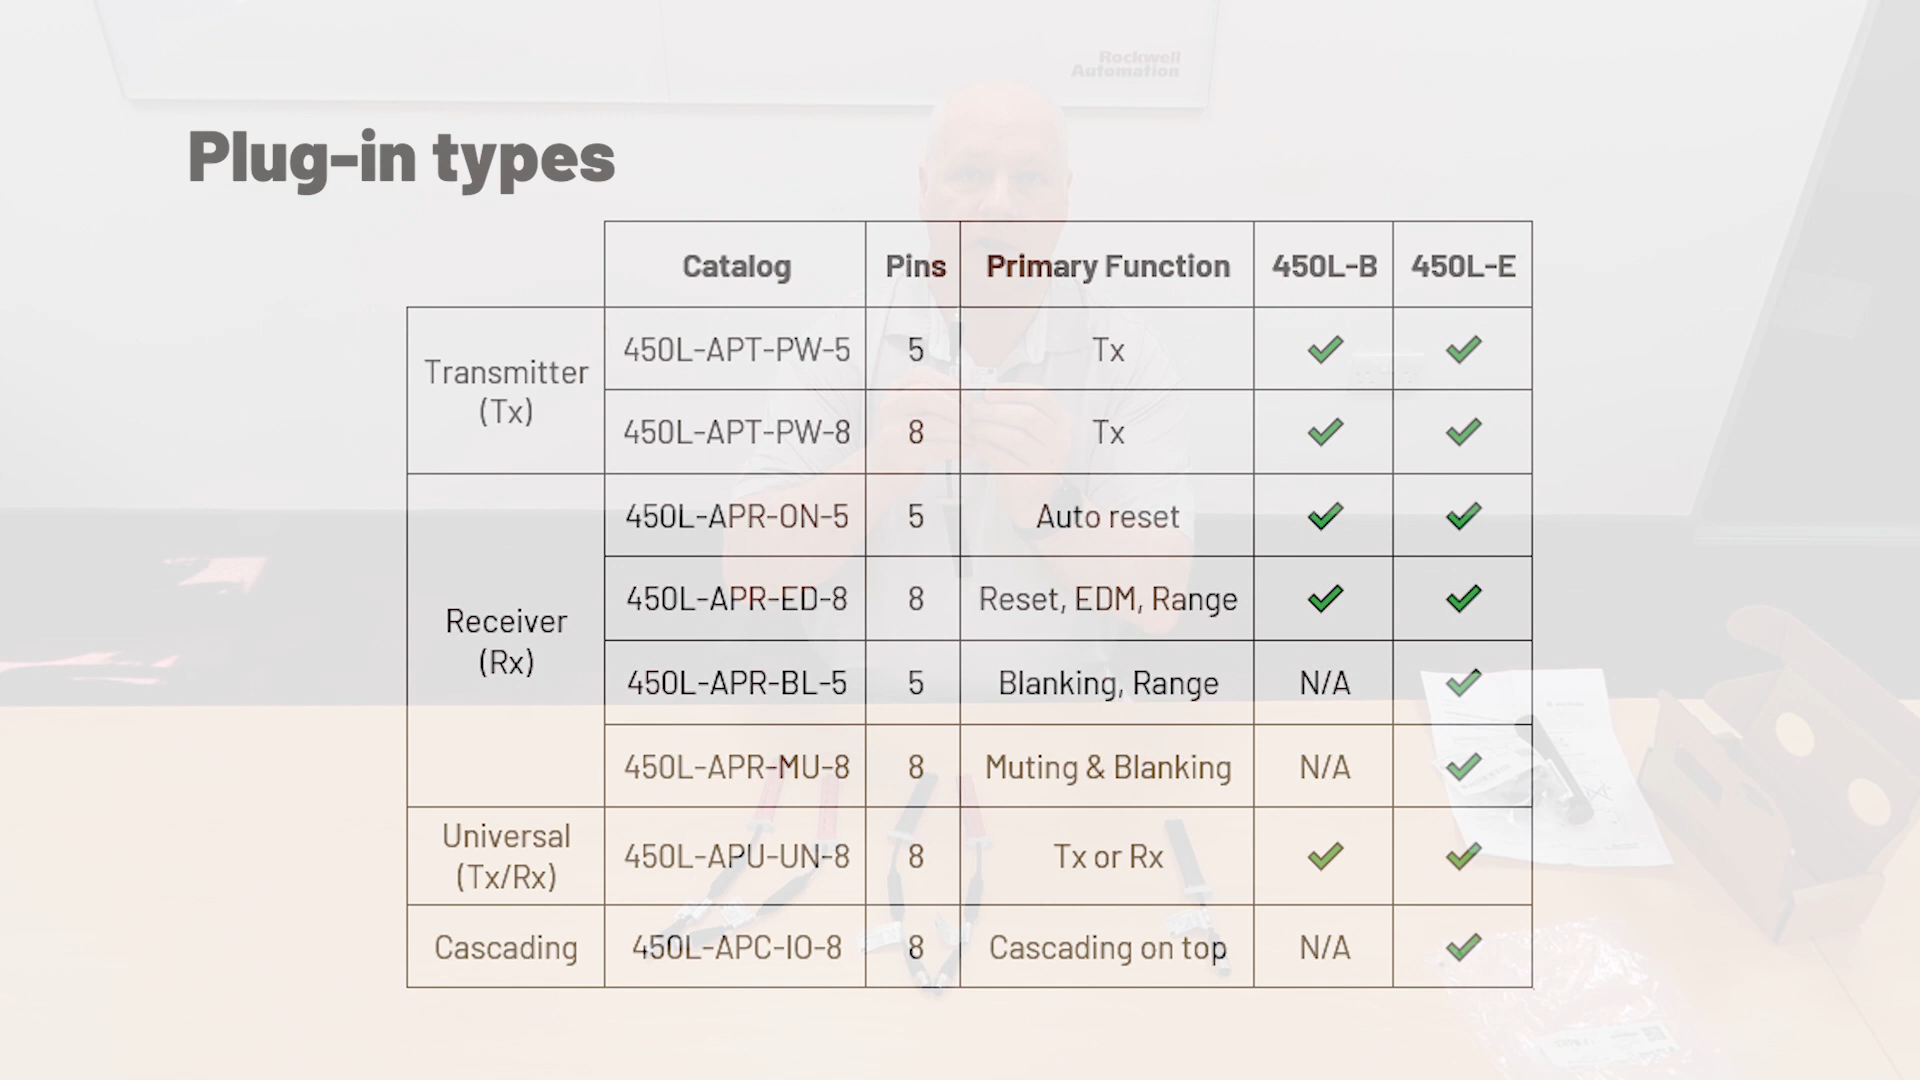 Rockwell
Automation
Plug-in types
Catalog Pins Primary Function 450L-B 450L-E
Transmitter
(Tx)
450L-APT-PW-5 5 Tx
450L-APT-PW-8 8 Tx
Receiver
(Rx)
450L-APR-ON-5 5 Auto reset
450L-APR-ED-8 8 Reset, EDM, Range
450L-APR-BL-5 5 Blanking, Range N/A
450L-APR-MU-8 8 Muting & Blanking N/A
Universal
(Tx/Rx)
450L-APU-UN-8 8 Tx or Rx
Cascading 450L-APC-IO-8 8 Cascading on top N/A